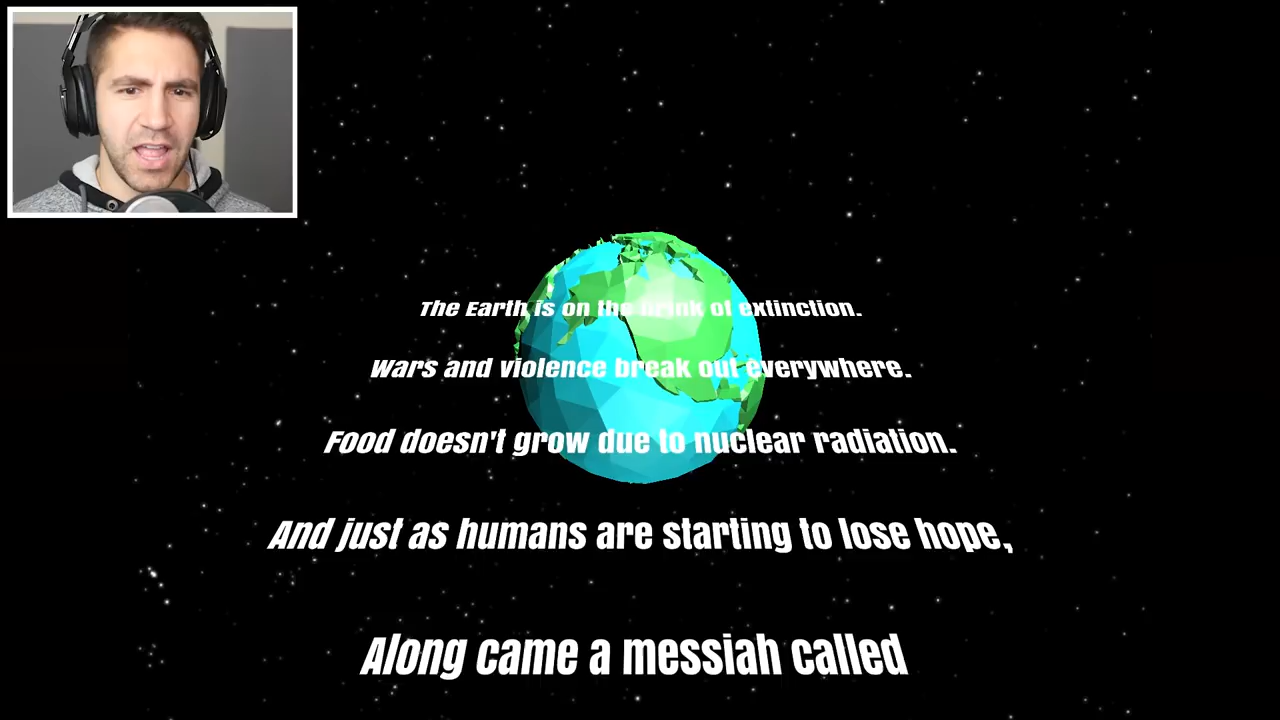 The Earth is on the brink of extinction.
Wars and violence break out everywhere.
Food doesn't grow due to nuclear radiation.
And just as humans are starting to lose hope,
Along came a messiah called